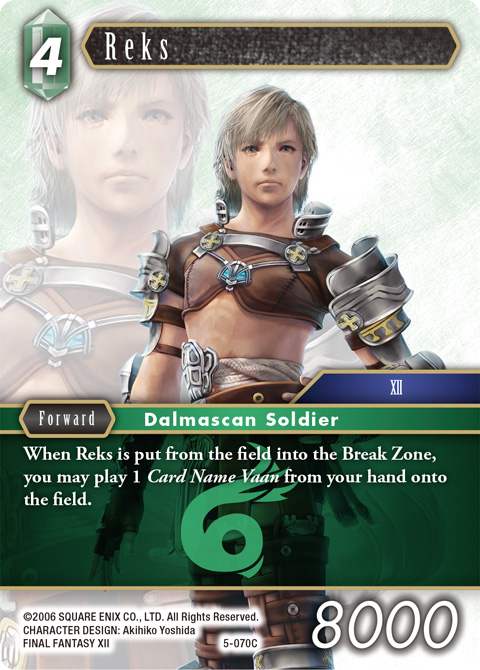 4
Reks
XII
Forward
Dalmascan Soldier
When Reks is put from the field into the Break Zone,
you may play 1 Card Name Vaan from your hand onto
the field.
©2006 SQUARE ENIX CO., LTD. All Rights Reserved.
CHARACTER DESIGN: Akihiko Yoshida
FINAL FANTASY XII
5-070C
8000